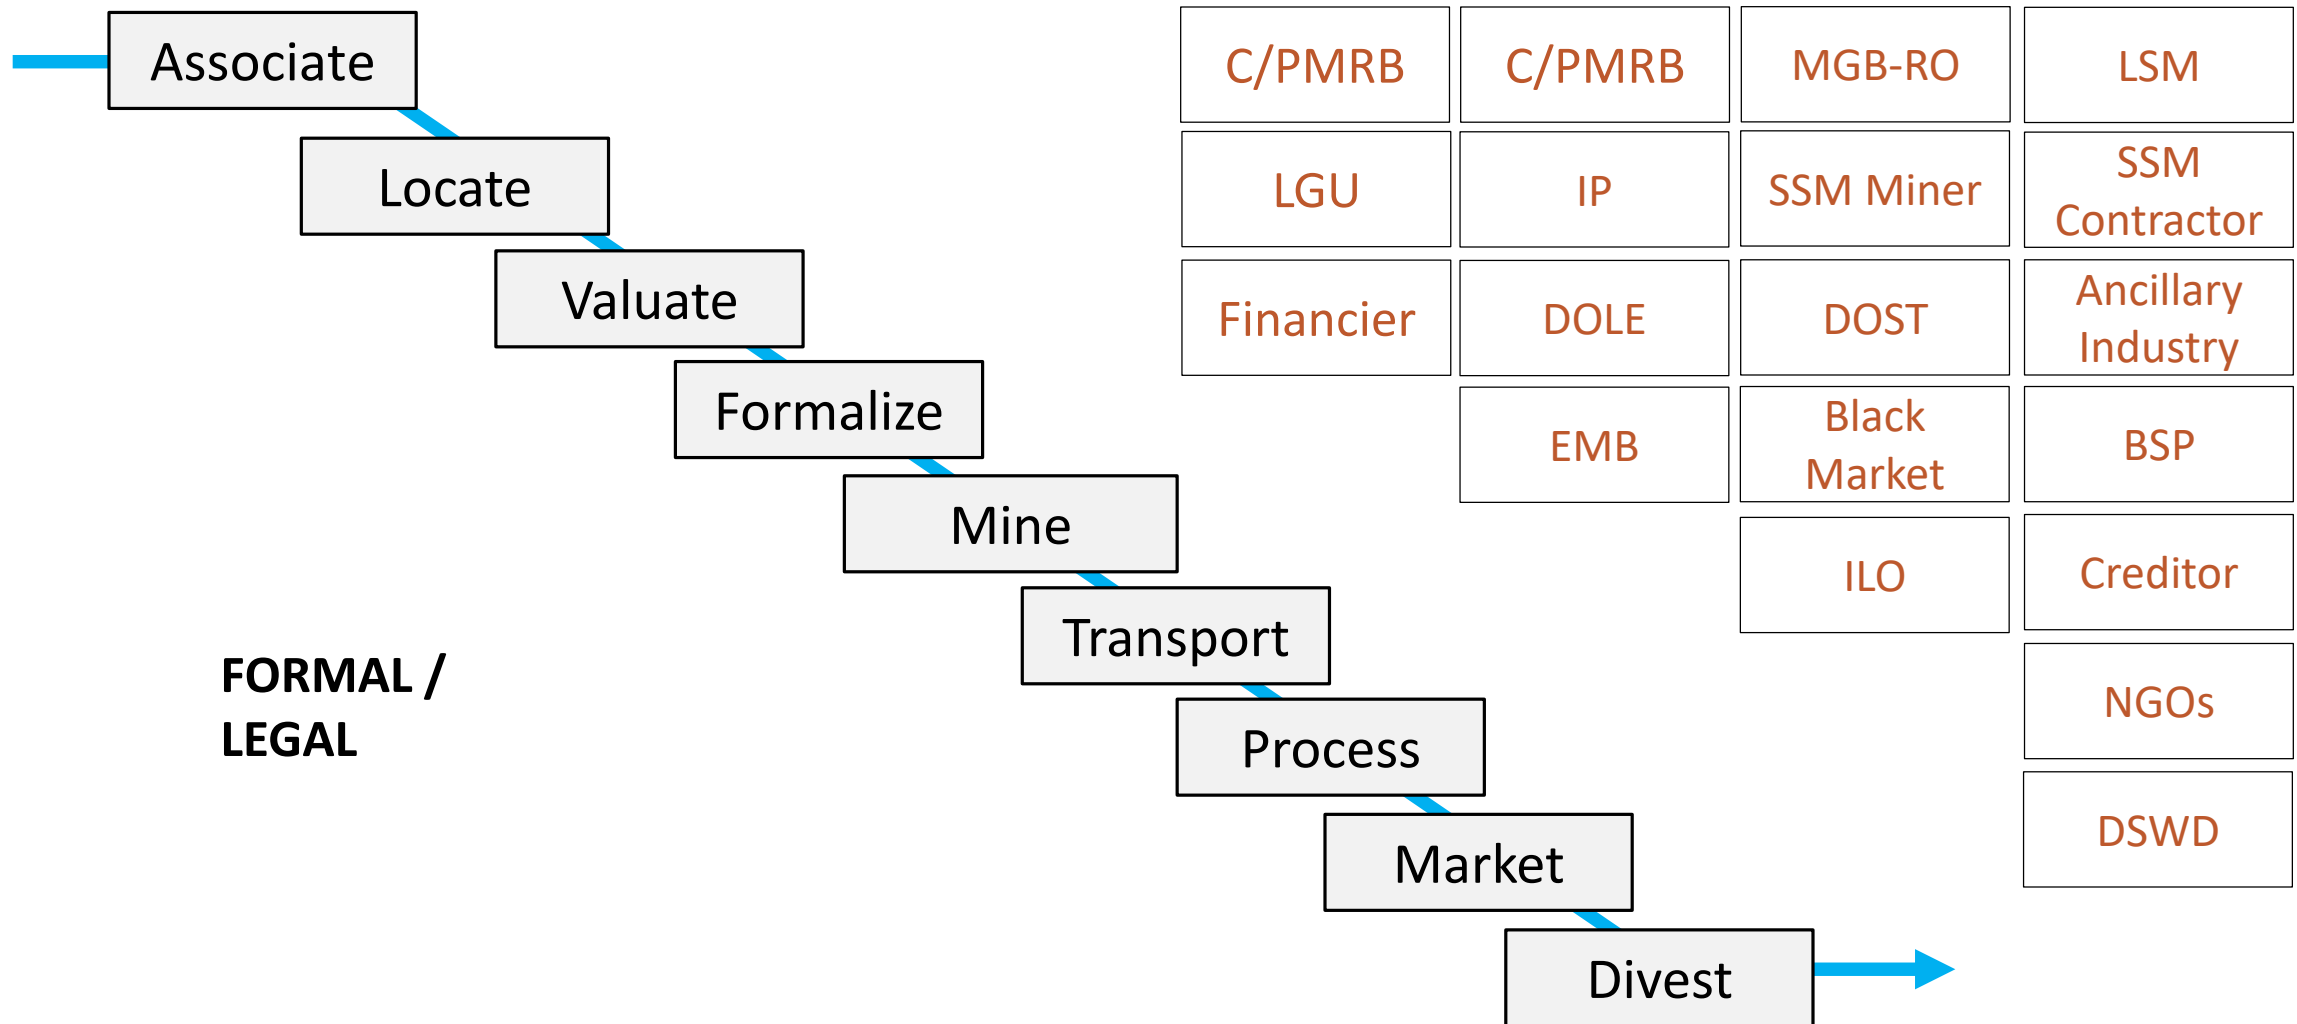 Associate
Locate
Valuate
Formalize
Mine
Transport
Process
Market
Divest
FORMAL /
LEGAL
C/PMRB
C/PMRB
MGB-RO
LSM
LGU
IP
SSM Miner
SSM
Contractor
Financier
DOLE
DOST
Ancillary
Industry
EMB
Black
Market
BSP
ILO
Creditor
NGOs
DSWD